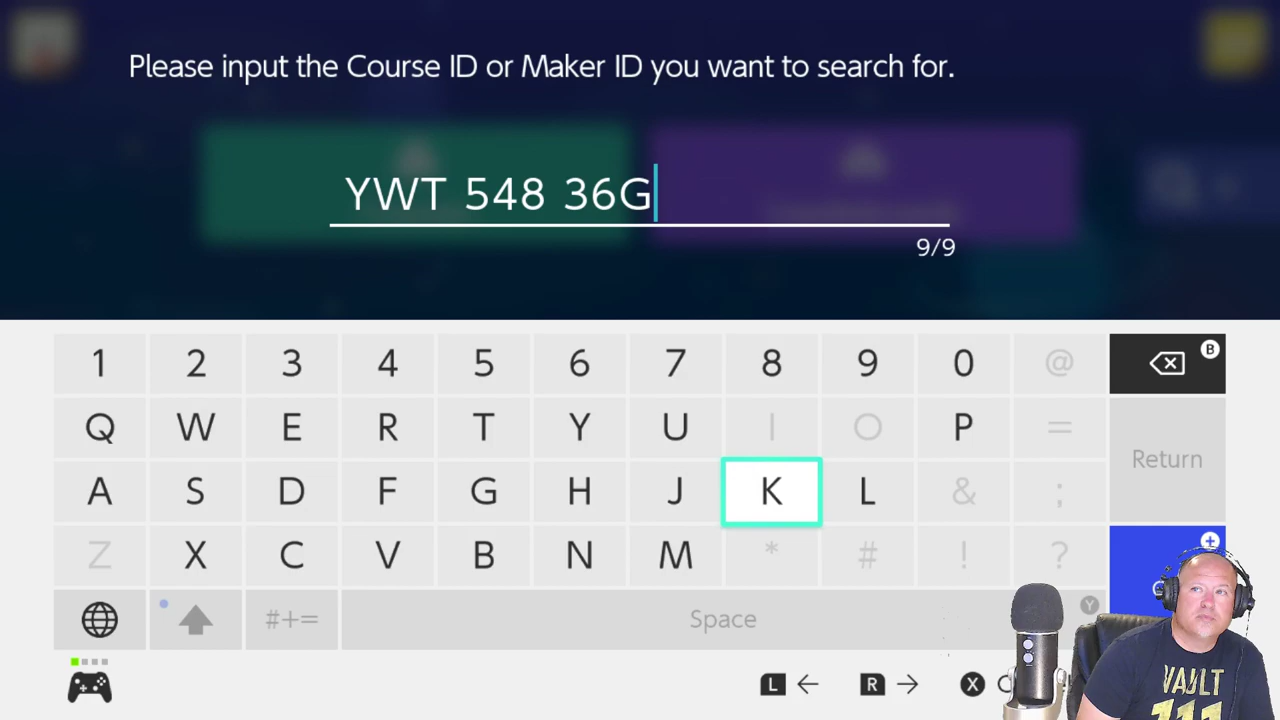 Please input the Course ID or Maker ID you want to search for.
YWT 548 36G
9/9
1 2 3 4 5 6 7 8 9 0 @
B
Q W E R T Y U I O P =
Return
A S D F G H J K L & ;
Z X C V B N M * # ! ?
+
#+= Space Y
L ← R → X
VAULT
111